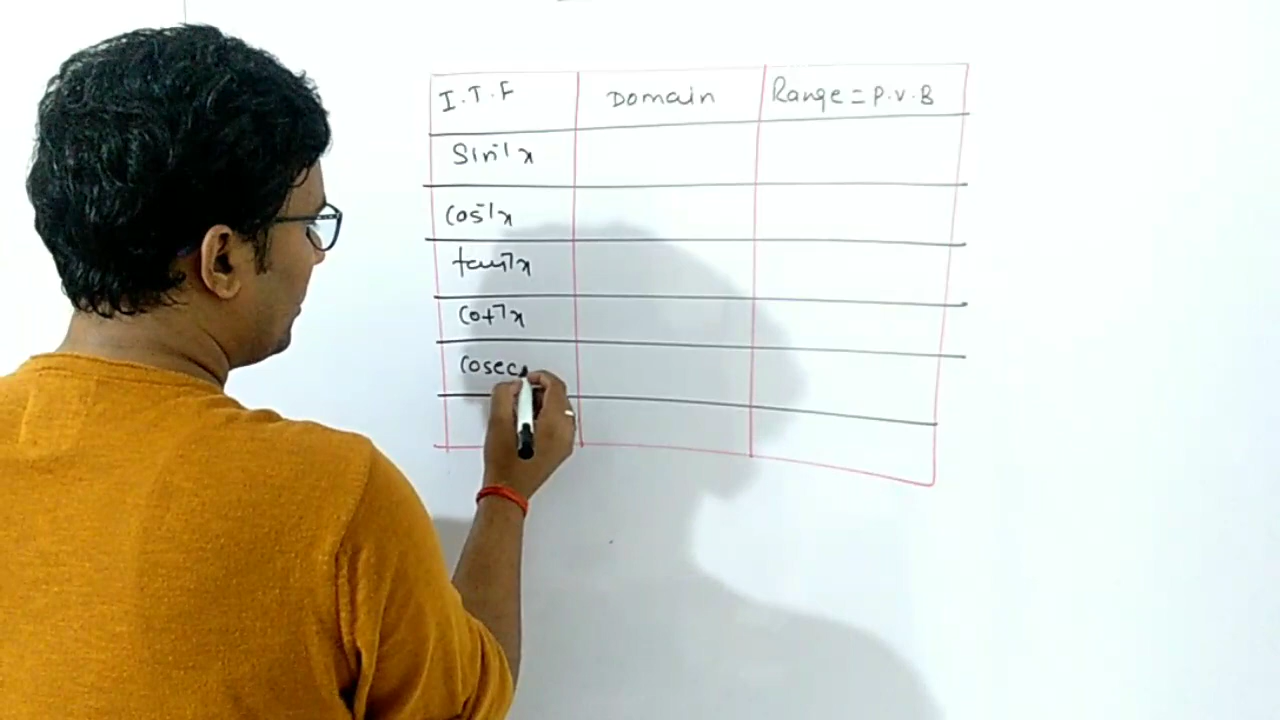 I.T.F Domain Range = P.V.B
Sin⁻¹x
Cos⁻¹x
tan⁻¹x
Cot⁻¹x
Cosec